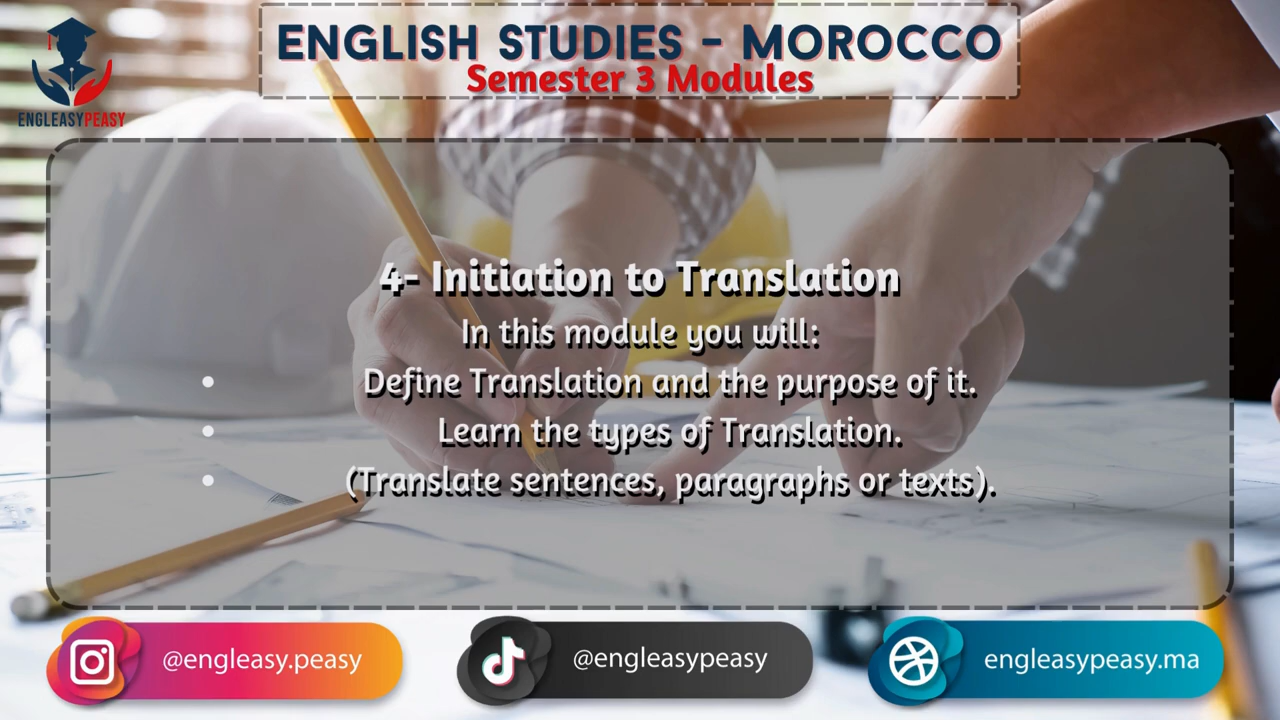 ENGLISH STUDIES - MOROCCO
Semester 3 Modules
ENGLEASYPEASY
4- Initiation to Translation
In this module you will:
• Define Translation and the purpose of it.
• Learn the types of Translation.
• (Translate sentences, paragraphs or texts).
@engleasy.peasy
@engleasypeasy
engleasypeasy.ma